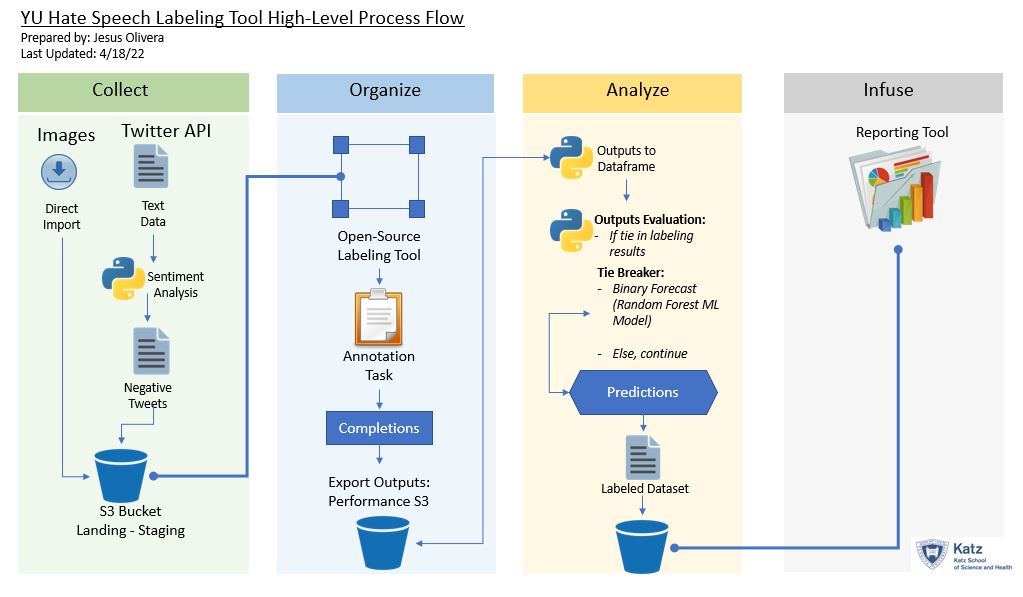 YU Hate Speech Labeling Tool High-Level Process Flow
Prepared by: Jesus Olivera
Last Updated: 4/18/22
Collect
Images
Twitter API
Direct
Import
Text
Data
Sentiment
Analysis
Negative
Tweets
S3 Bucket
Landing - Staging
Organize
Open-Source
Labeling Tool
Annotation
Task
Completions
Export Outputs:
Performance S3
Analyze
Outputs to
Dataframe
Outputs Evaluation:
- If tie in labeling
results
Tie Breaker:
- Binary Forecast
(Random Forest ML
Model)
- Else, continue
Predictions
Labeled Dataset
Infuse
Reporting Tool
Katz
Katz School
of Science and Health